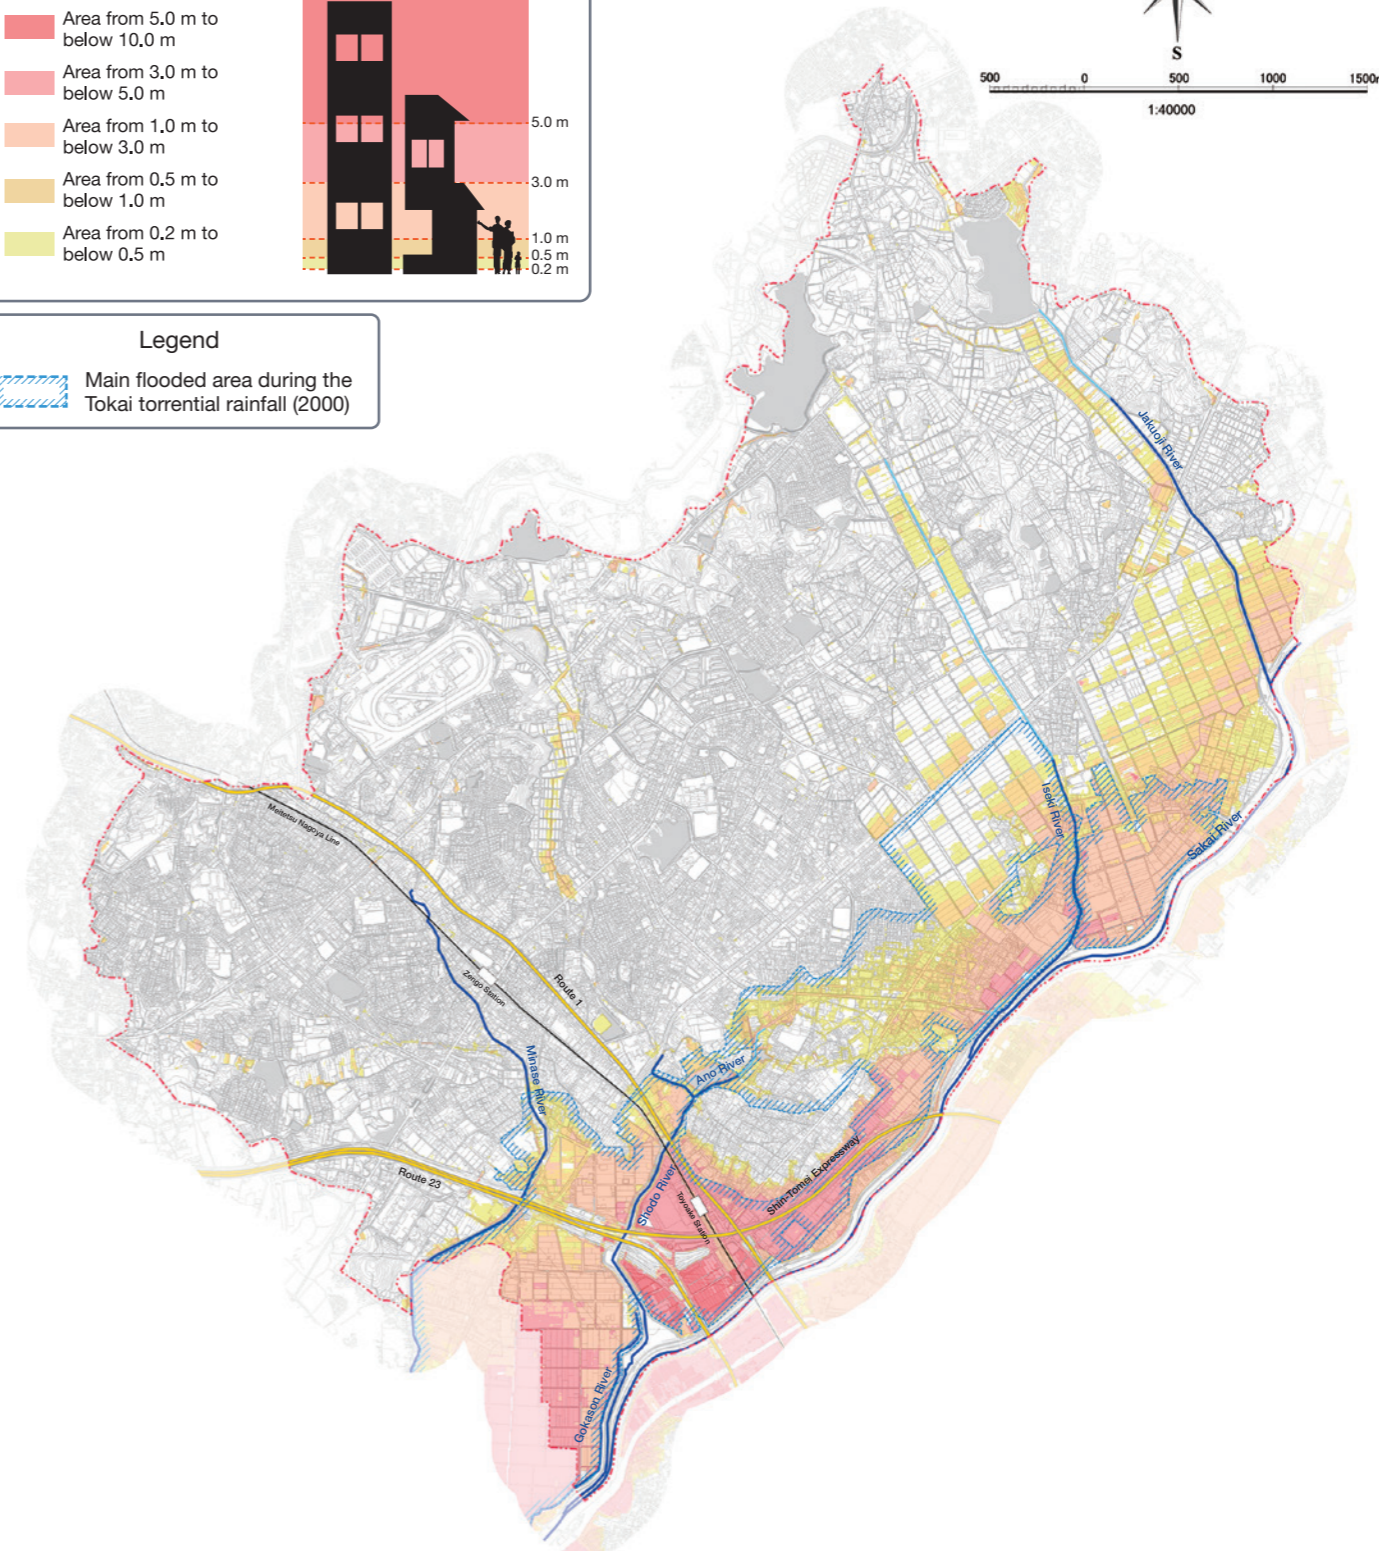 Area from 5.0 m to
below 10.0 m
Area from 3.0 m to
below 5.0 m
Area from 1.0 m to
below 3.0 m
Area from 0.5 m to
below 1.0 m
Area from 0.2 m to
below 0.5 m
5.0 m
3.0 m
1.0 m
0.5 m
0.2 m
S
500 0 500 1000 1500
1:40000
Legend
Main flooded area during the
Tokai torrential rainfall (2000)
Jakuoji River
Iseki River
Sakai River
Meitetsu Nagoya Line
Zengo Station
Route 1
Minase River
Ano River
Route 23
Shodo River
Toyoake Station
Shin-Tomei Expressway
Gokason River